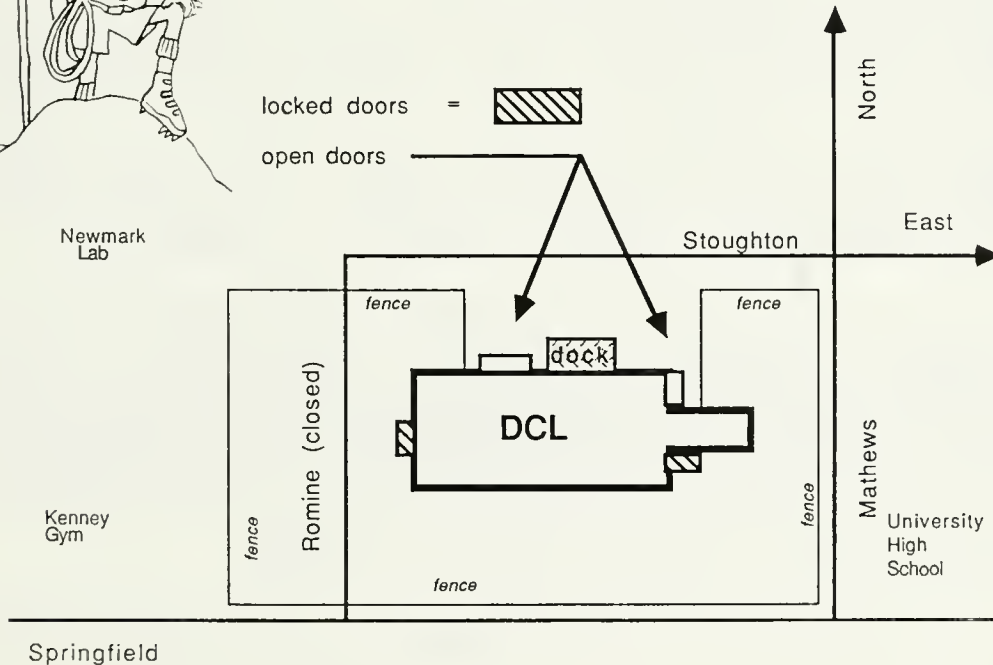 locked doors =
open doors
North
Newmark
Lab
Stoughton
East
fence
fence
dock
DCL
Romine (closed)
Mathews
Kenney
Gym
fence
fence
fence
University
High
School
Springfield